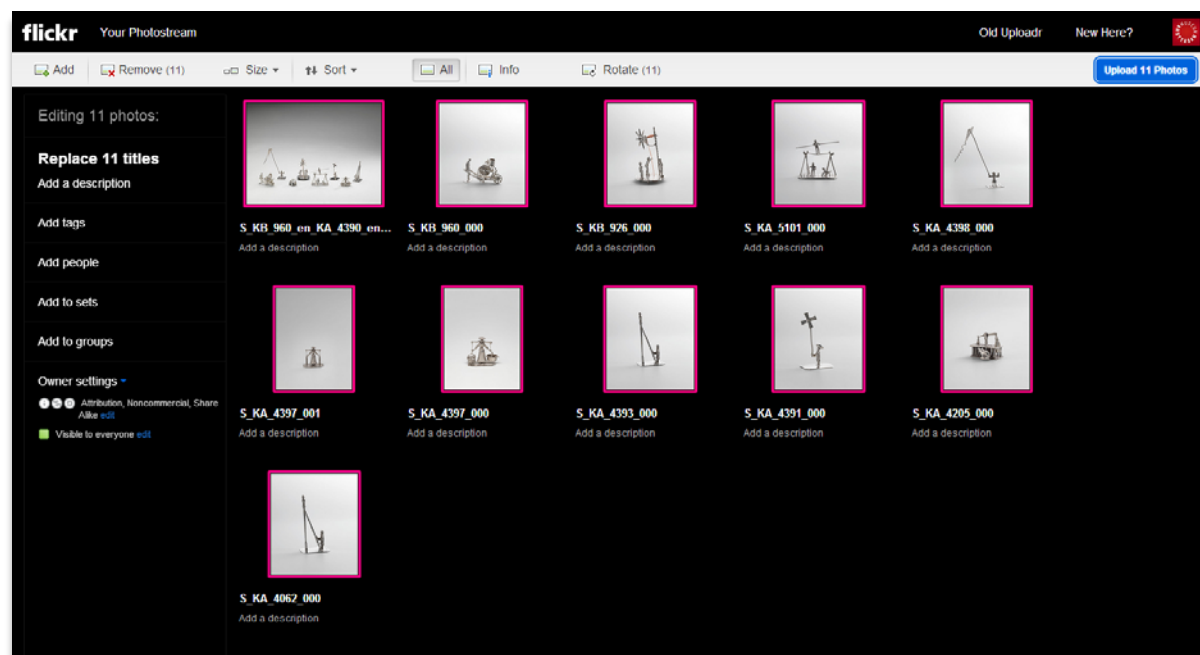 flickr Your Photostream Old Uploadr New Here?
Add Remove (11) Size Sort All Info Rotate (11) Upload 11 Photos
Editing 11 photos:
Replace 11 titles
Add a description
Add tags
Add people
Add to sets
Add to groups
Owner settings
Attribution, Noncommercial, Share
Alike edit
Visible to everyone edit
S_KB_960_en_KA_4390_en... S_KB_960_000 S_KB_926_000 S_KA_5101_000 S_KA_4398_000
Add a description Add a description Add a description Add a description Add a description
S_KA_4397_001 S_KA_4397_000 S_KA_4393_000 S_KA_4391_000 S_KA_4205_000
Add a description Add a description Add a description Add a description Add a description
S_KA_4062_000
Add a description